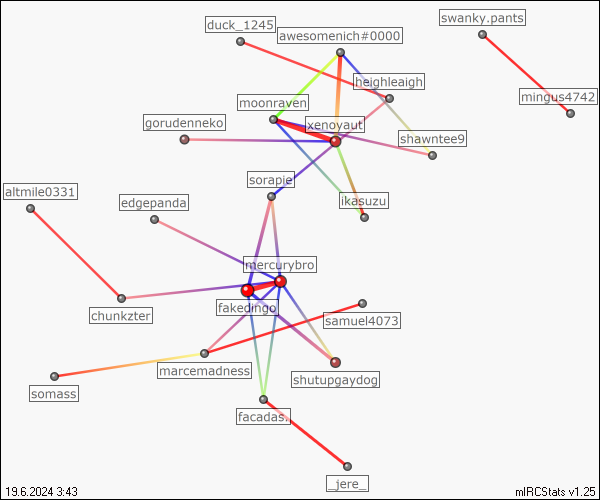 swanky.pants
duck_1245
awesomenich#0000
heighleaigh
mingus4742
moonraven
gorudenneko
xenoyaut
shawntee9
sorapie
altmile0331
edgepanda
ikasuzu
mercurybro
fakedingo
chunkzter
samuel4073
marcemadness
shutupgaydog
somass
facadas.
_jere_
19.6.2024 3:43
mIRCStats v1.25